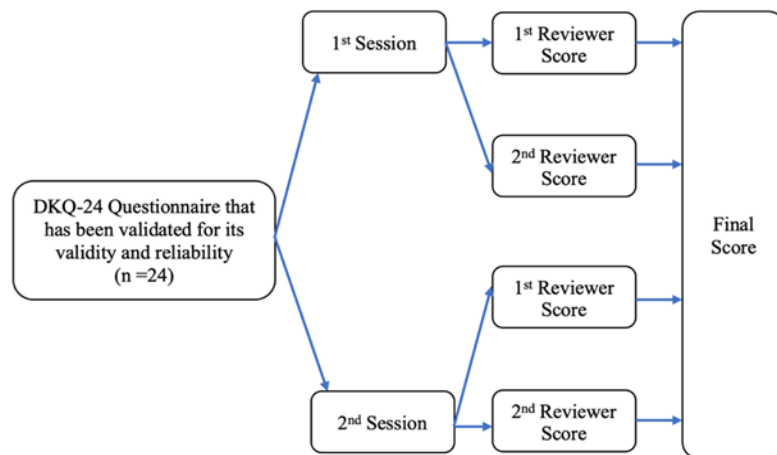 DKQ-24 Questionnaire that
has been validated for its
validity and reliability
(n =24)
1st Session
1st Reviewer
Score
2nd Reviewer
Score
2nd Session
1st Reviewer
Score
2nd Reviewer
Score
Final
Score